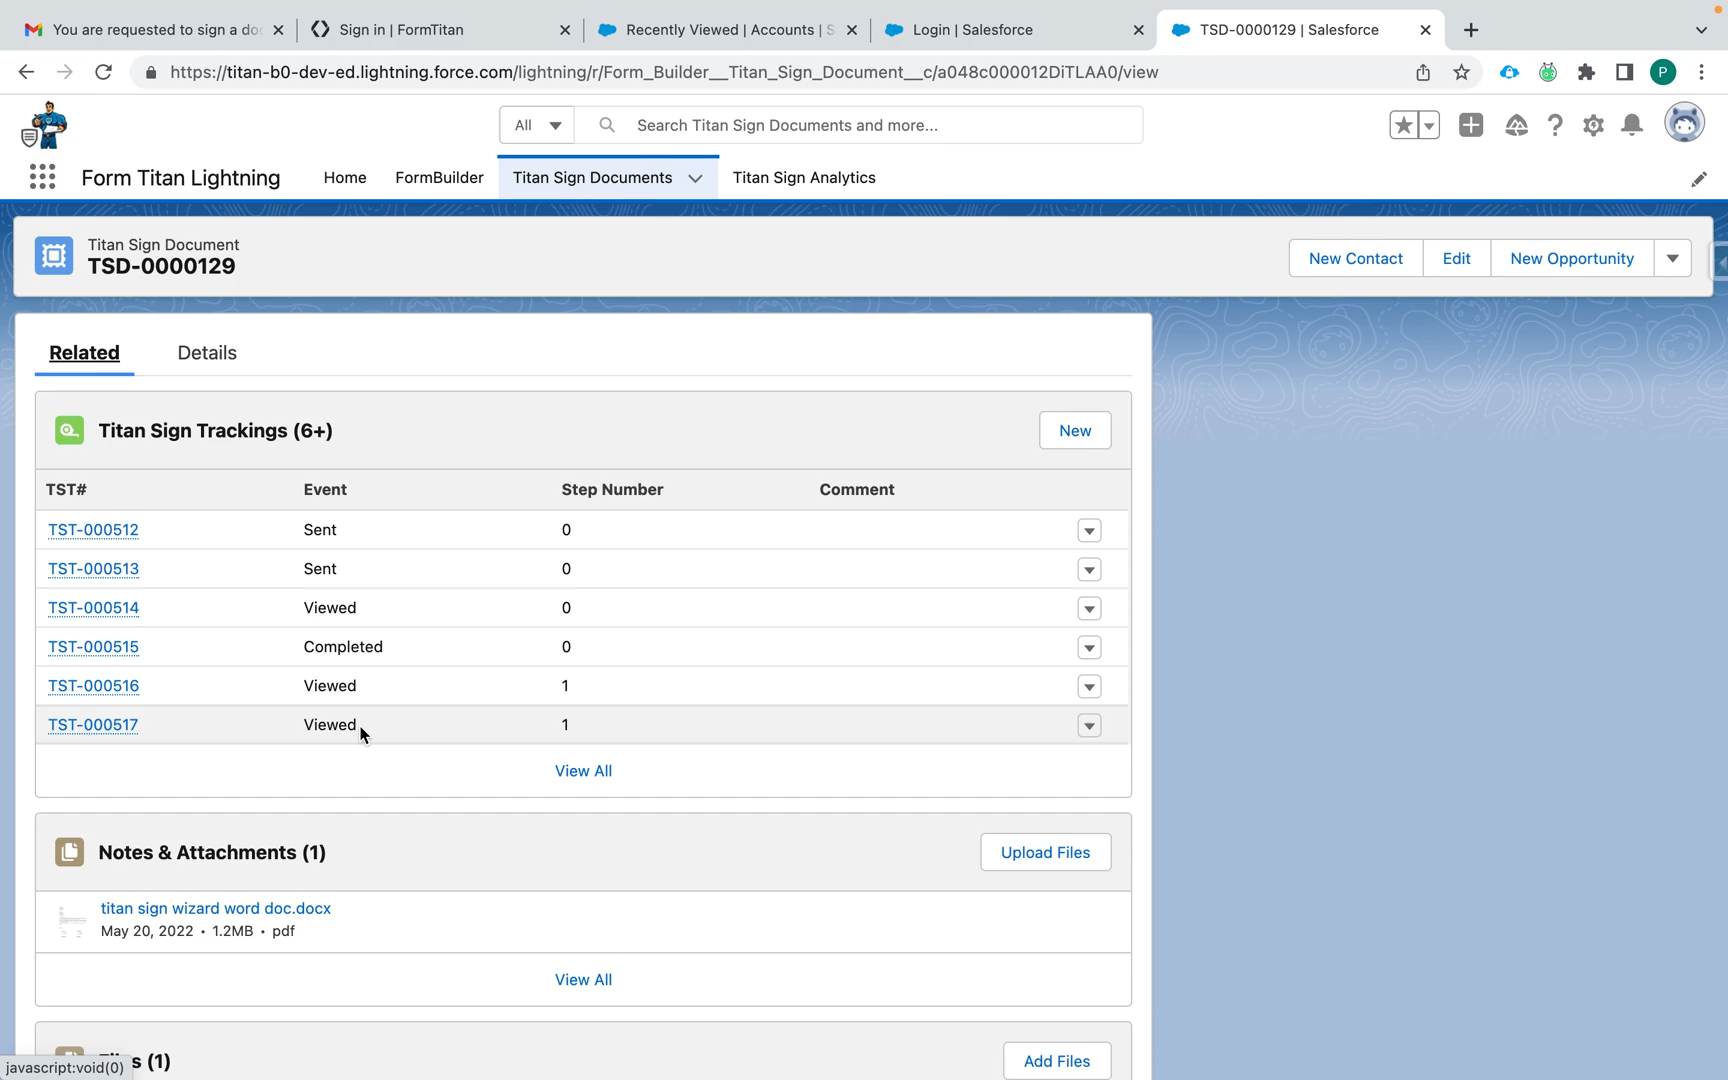 You are requested to sign a doc
Sign in | FormTitan
Recently Viewed | Accounts | S
Login | Salesforce
TSD-0000129 | Salesforce
https://titan-b0-dev-ed.lightning.force.com/lightning/r/Form_Builder__Titan_Sign_Document__c/a048c000012DiTLAA0/view
P
All
Search Titan Sign Documents and more...
Form Titan Lightning
Home
FormBuilder
Titan Sign Documents
Titan Sign Analytics
Titan Sign Document
TSD-0000129
New Contact
Edit
New Opportunity
Related
Details
Titan Sign Trackings (6+)
New
TST# Event Step Number Comment
TST-000512 Sent 0
TST-000513 Sent 0
TST-000514 Viewed 0
TST-000515 Completed 0
TST-000516 Viewed 1
TST-000517 Viewed 1
View All
Notes & Attachments (1)
Upload Files
titan sign wizard word doc.docx
May 20, 2022 • 1.2MB • pdf
View All
s (1)
Add Files
javascript:void(0)